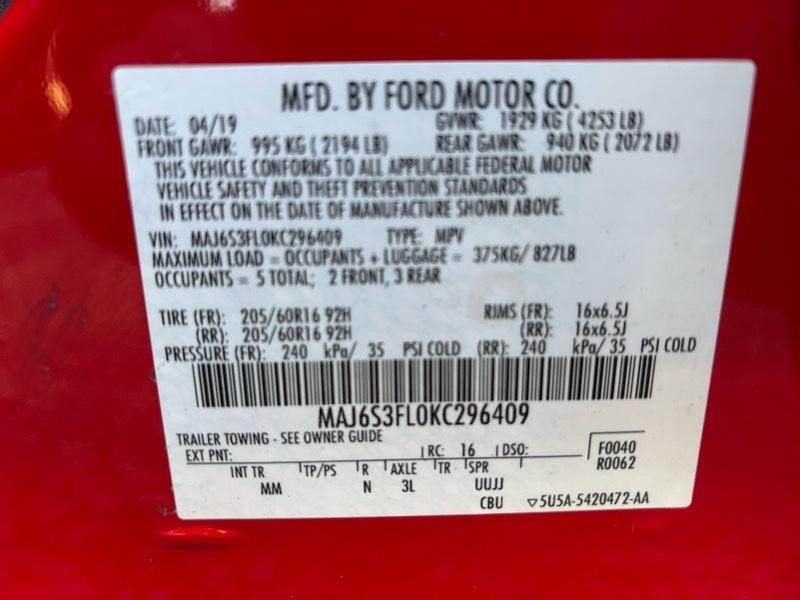 MFD. BY FORD MOTOR CO.
DATE: 04/19 GVWR: 1929 KG ( 4253 LB)
FRONT GAWR: 995 KG ( 2194 LB) REAR GAWR: 940 KG ( 2072 LB)
THIS VEHICLE CONFORMS TO ALL APPLICABLE FEDERAL MOTOR
VEHICLE SAFETY AND THEFT PREVENTION STANDARDS
IN EFFECT ON THE DATE OF MANUFACTURE SHOWN ABOVE.
VIN: MAJ6S3FL0KC296409 TYPE: MPV
MAXIMUM LOAD = OCCUPANTS + LUGGAGE = 375KG/ 827LB
OCCUPANTS = 5 TOTAL; 2 FRONT, 3 REAR
TIRE (FR): 205/60R16 92H RIMS (FR): 16x6.5J
(RR): 205/60R16 92H (RR): 16x6.5J
PRESSURE (FR): 240 kPa/ 35 PSI COLD (RR): 240 kPa/ 35 PSI COLD
MAJ6S3FL0KC296409
TRAILER TOWING - SEE OWNER GUIDE
EXT PNT: RC: 16 DSO: F0040
R0062
INT TR TP/PS R AXLE TR SPR
MM N 3L UUJJ
CBU ▽5U5A-5420472-AA